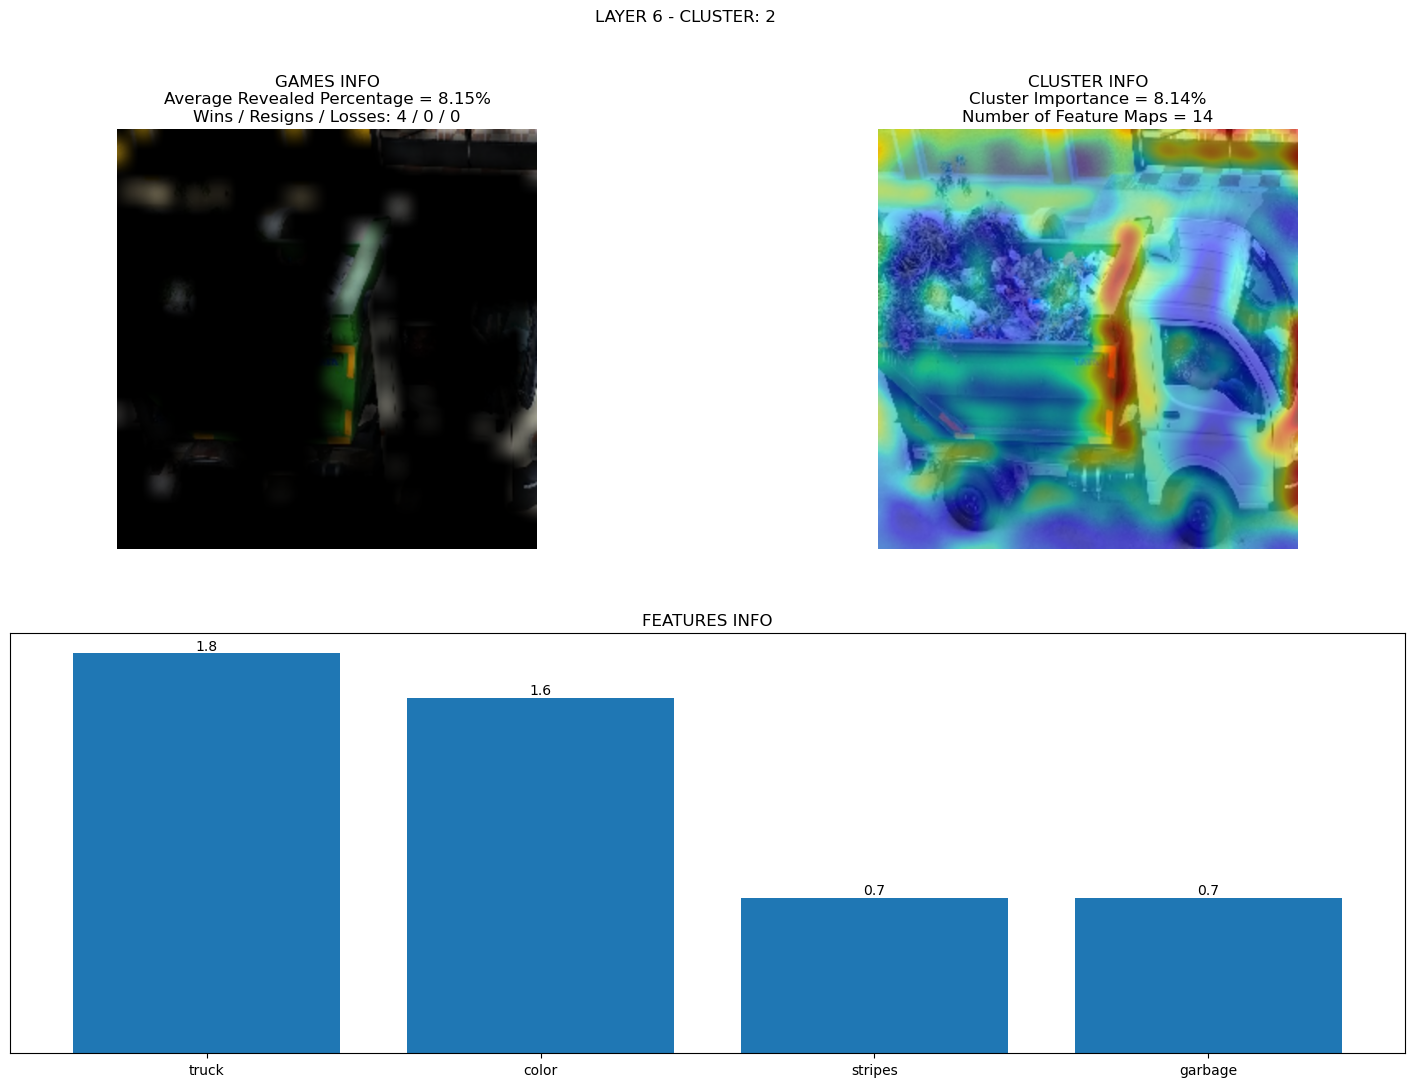 LAYER 6 - CLUSTER: 2
GAMES INFO
Average Revealed Percentage = 8.15%
Wins / Resigns / Losses: 4 / 0 / 0
CLUSTER INFO
Cluster Importance = 8.14%
Number of Feature Maps = 14
FEATURES INFO
1.8
1.6
0.7
0.7
truck
color
stripes
garbage